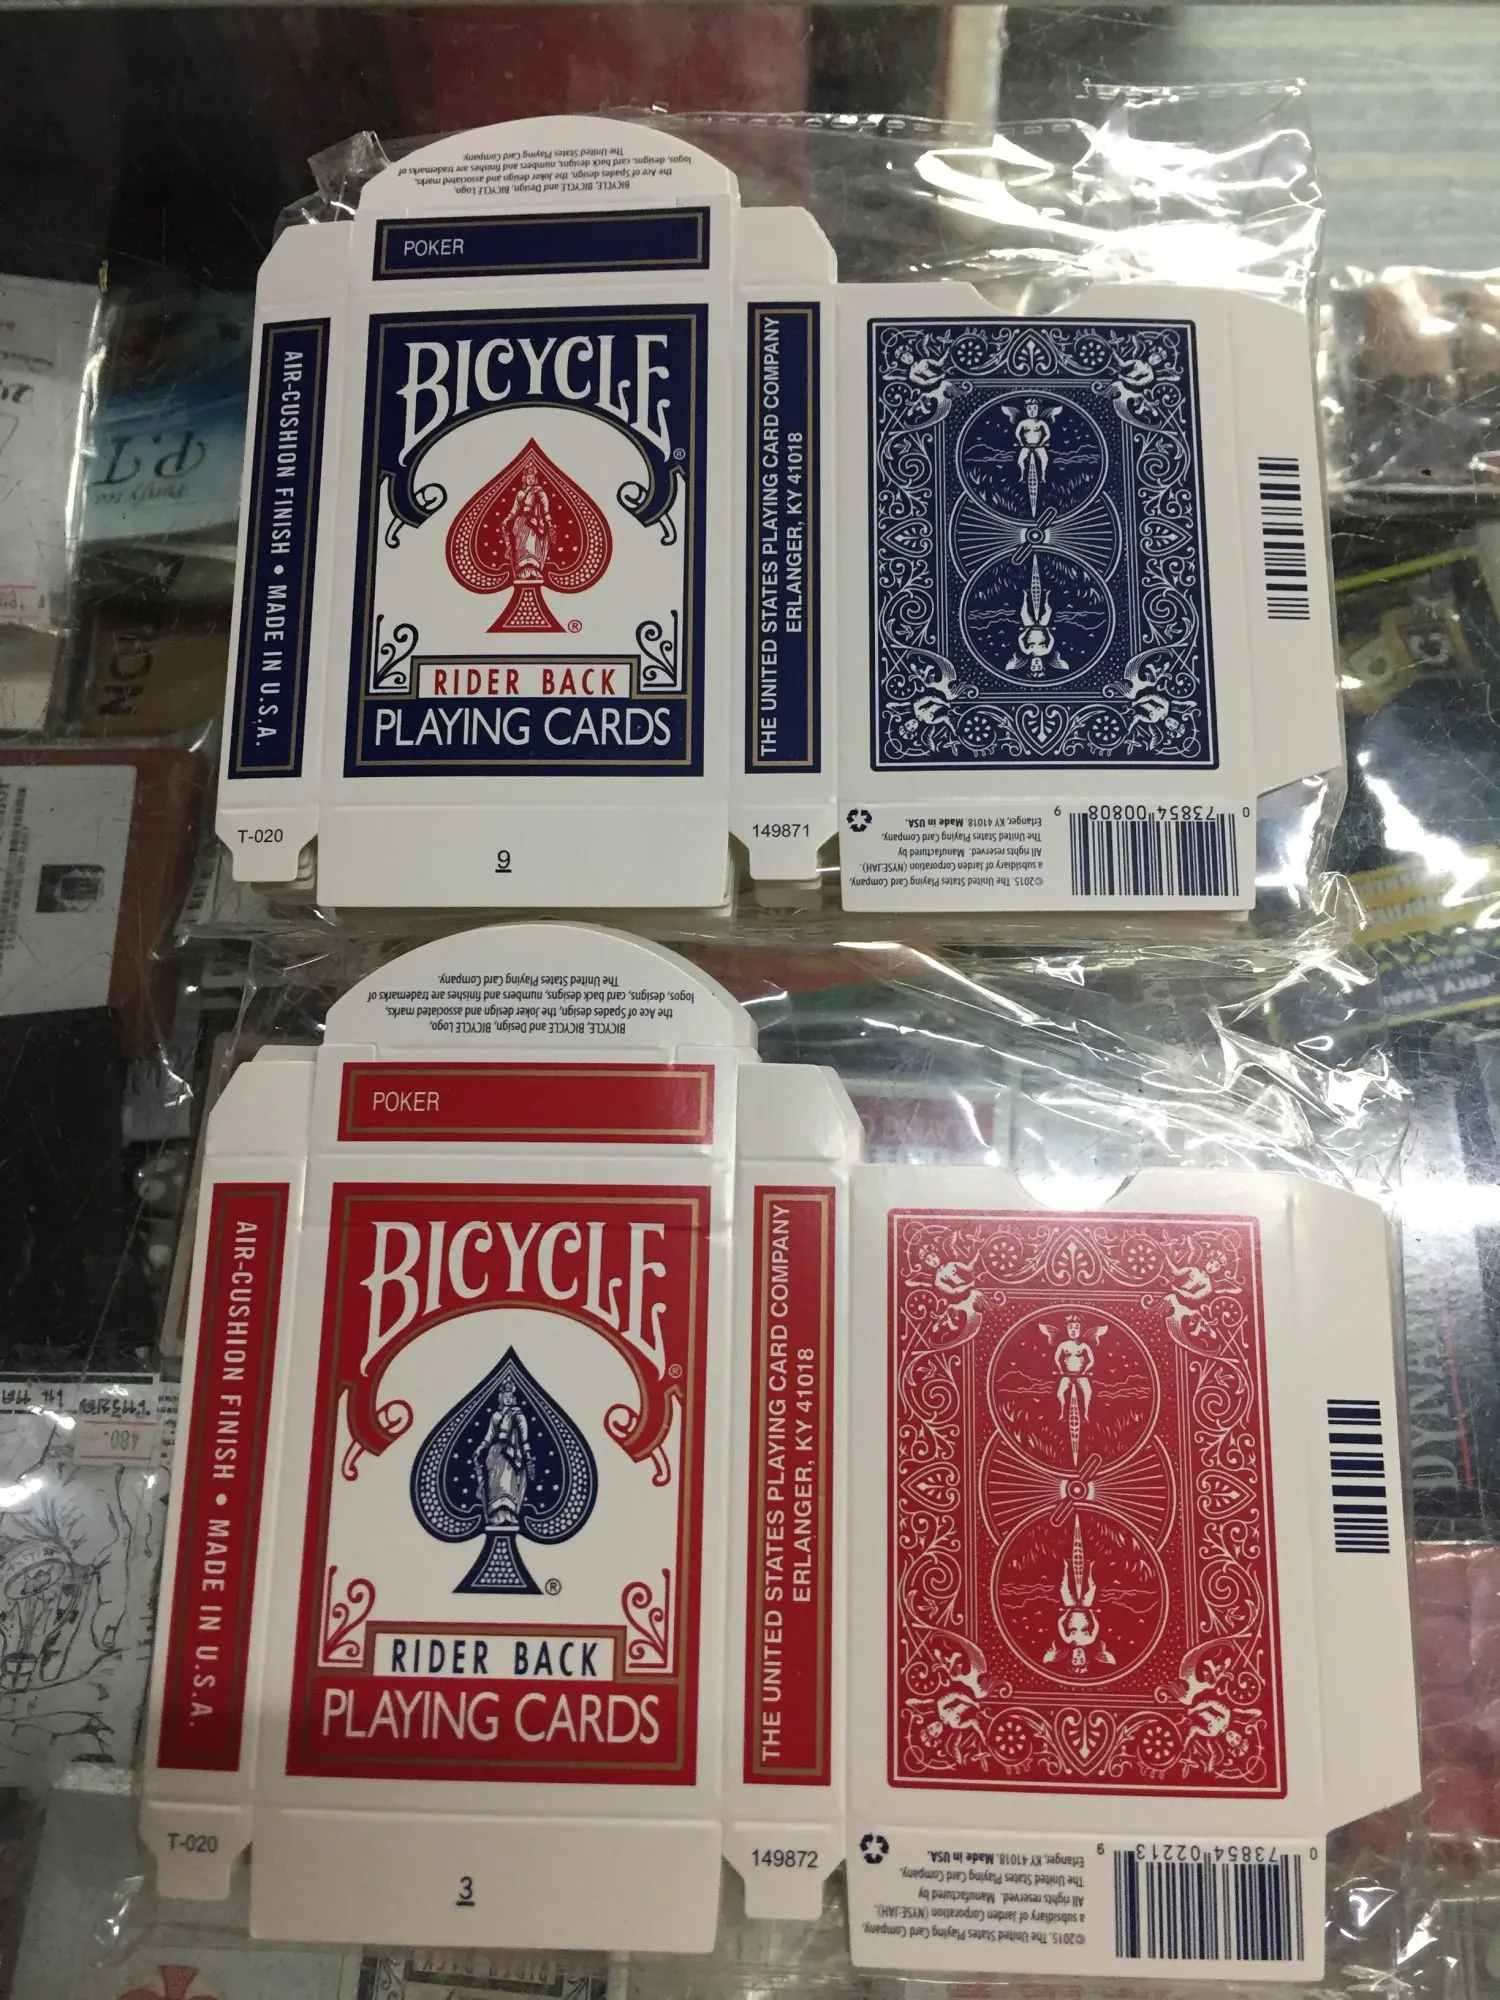 BICYCLE, BICYCLE and Design, BICYCLE Logo,
the Ace of Spades design, the Joker design and associated marks,
logos, designs, card back designs, numbers and finishes are trademarks of
The United States Playing Card Company.
POKER
AIR-CUSHION FINISH • MADE IN U.S.A.
BICYCLE®
®
RIDER BACK
PLAYING CARDS
THE UNITED STATES PLAYING CARD COMPANY
ERLANGER, KY 41018
T-020
9
149871
©2015. The United States Playing Card Company,
a subsidiary of Jarden Corporation (NYSE:JAH).
All rights reserved. Manufactured by
The United States Playing Card Company,
Erlanger, KY 41018. Made in USA.
0 73854 00808 9
BICYCLE, BICYCLE and Design, BICYCLE Logo,
the Ace of Spades design, the Joker design and associated marks,
logos, designs, card back designs, numbers and finishes are trademarks of
The United States Playing Card Company.
POKER
AIR-CUSHION FINISH • MADE IN U.S.A.
BICYCLE®
®
RIDER BACK
PLAYING CARDS
THE UNITED STATES PLAYING CARD COMPANY
ERLANGER, KY 41018
T-020
3
149872
©2015. The United States Playing Card Company,
a subsidiary of Jarden Corporation (NYSE:JAH).
All rights reserved. Manufactured by
The United States Playing Card Company,
Erlanger, KY 41018. Made in USA.
0 73854 02213 9
480.-